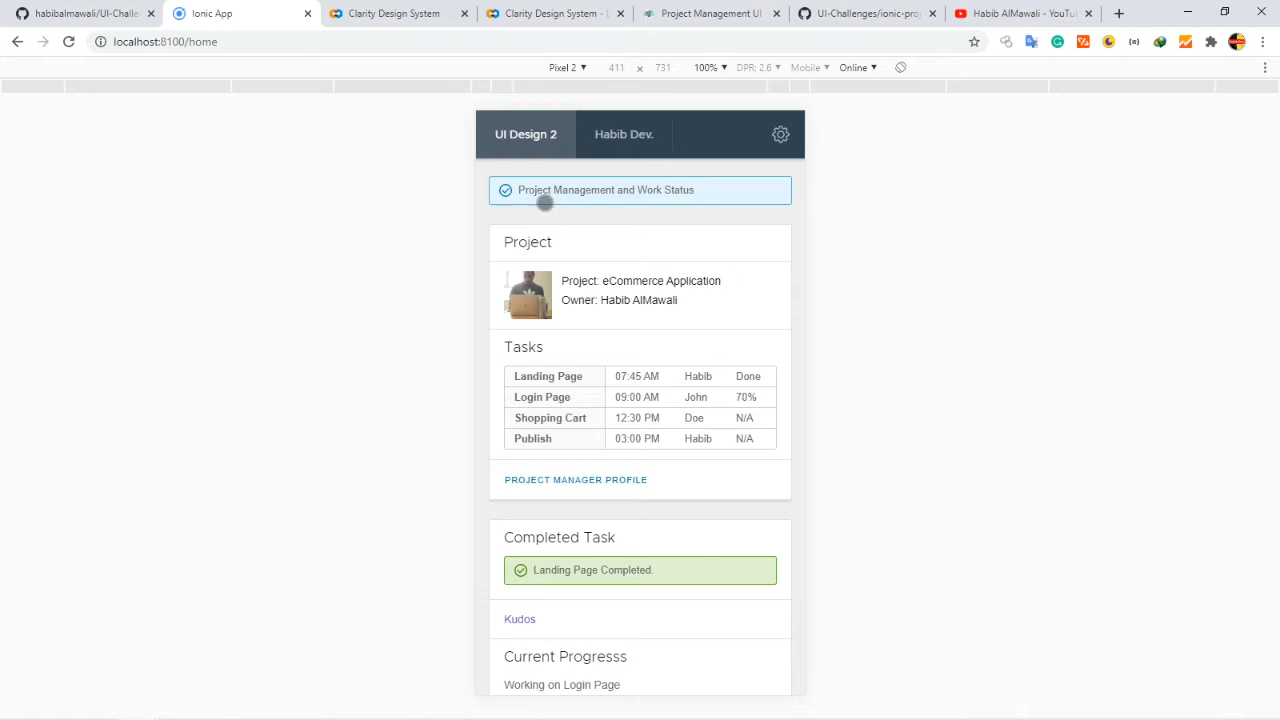 habibalmawali/UI-Challe
Ionic App
Clarity Design System
Clarity Design System - L
Project Management UI
UI-Challenges/ionic-proj
Habib AlMawali - YouTub
localhost:8100/home
Pixel 2 411 x 731 100% DPR: 2.6 Mobile Online
UI Design 2 Habib Dev.
Project Management and Work Status
Project
Project: eCommerce Application
Owner: Habib AlMawali
Tasks
Landing Page 07:45 AM Habib Done
Login Page 09:00 AM John 70%
Shopping Cart 12:30 PM Doe N/A
Publish 03:00 PM Habib N/A
PROJECT MANAGER PROFILE
Completed Task
Landing Page Completed.
Kudos
Current Progresss
Working on Login Page